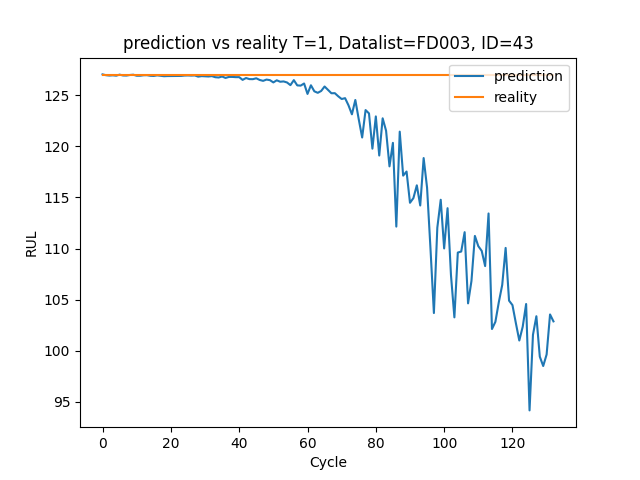 prediction vs reality T=1, Datalist=FD003, ID=43
prediction
reality
125
120
115
110
105
100
95
RUL
0 20 40 60 80 100 120
Cycle